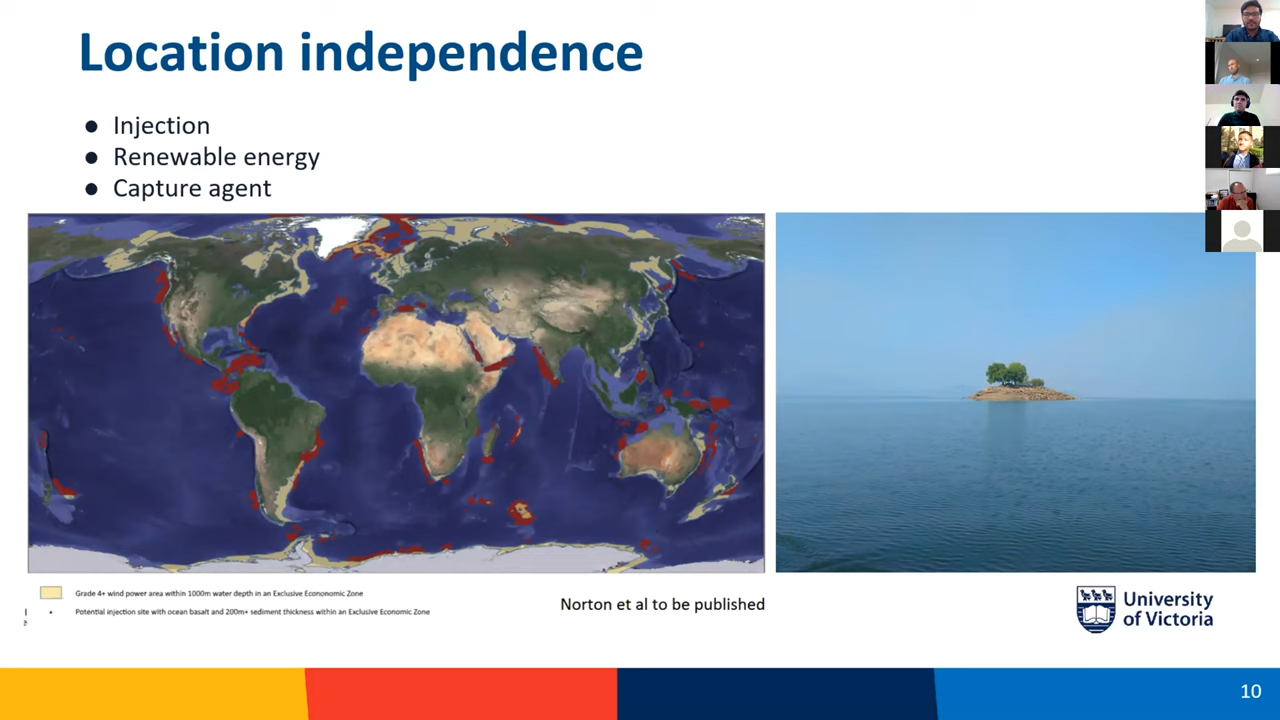 Location independence
● Injection
● Renewable energy
● Capture agent
Grade 4+ wind power area within 1000m water depth in an Exclusive Econonomic Zone
Potential injection site with ocean basalt and 200m+ sediment thickness within an Exclusive Economic Zone
Norton et al to be published
University
of Victoria
10